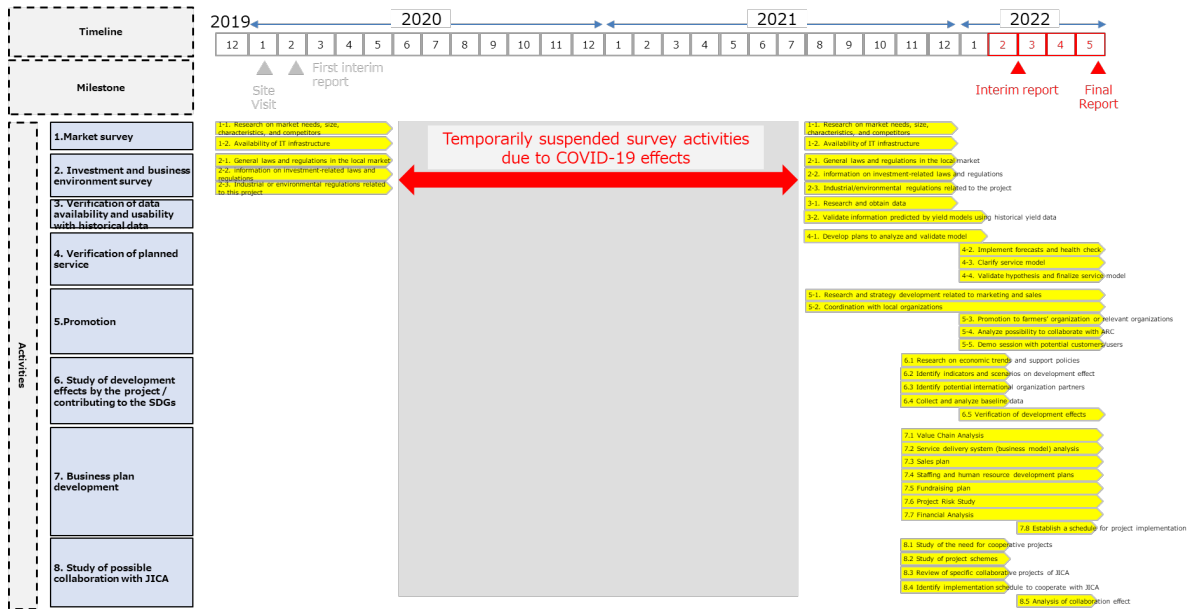 Timeline
2019
2020
2021
2022
12 1 2 3 4 5 6 7 8 9 10 11 12 1 2 3 4 5 6 7 8 9 10 11 12 1 2 3 4 5
Milestone
Site
Visit
First interim
report
Interim report
Final
Report
Activities
1.Market survey
1-1. Research on market needs, size,
characteristics, and competitors
1-2. Availability of IT infrastructure
1-1. Research on market needs, size,
characteristics, and competitors
1-2. Availability of IT infrastructure
Temporarily suspended survey activities
due to COVID-19 effects
2. Investment and business
environment survey
2-1. General laws and regulations in the local market
2-2. information on investment-related laws and
regulations
2-3. Industrial or environmental regulations related
to this project
2-1. General laws and regulations in the local market
2-2. information on investment-related laws and regulations
2-3. Industrial/environmental regulations related to the project
3. Verification of data
availability and usability
with historical data
3-1. Research and obtain data
3-2. Validate information predicted by yield models using historical yield data
4. Verification of planned
service
4-1. Develop plans to analyze and validate model
4-2. Implement forecasts and health check
4-3. Clarify service model
4-4. Validate hypothesis and finalize service model
5.Promotion
5-1. Research and strategy development related to marketing and sales
5-2. Coordination with local organizations
5-3. Promotion to farmers' organization or relevant organizations
5-4. Analyze possibility to collaborate with ARC
5-5. Demo session with potential customers/users
6. Study of development
effects by the project /
contributing to the SDGs
6.1 Research on economic trends and support policies
6.2 Identify indicators and scenarios on development effect
6.3 Identify potential international organization partners
6.4 Collect and analyze baseline data
6.5 Verification of development effects
7. Business plan
development
7.1 Value Chain Analysis
7.2 Service delivery system (business model) analysis
7.3 Sales plan
7.4 Staffing and human resource development plans
7.5 Fundraising plan
7.6 Project Risk Study
7.7 Financial Analysis
7.8 Establish a schedule for project implementation
8. Study of possible
collaboration with JICA
8.1 Study of the need for cooperative projects
8.2 Study of project schemes
8.3 Review of specific collaborative projects of JICA
8.4 Identify implementation schedule to cooperate with JICA
8.5 Analysis of collaboration effect